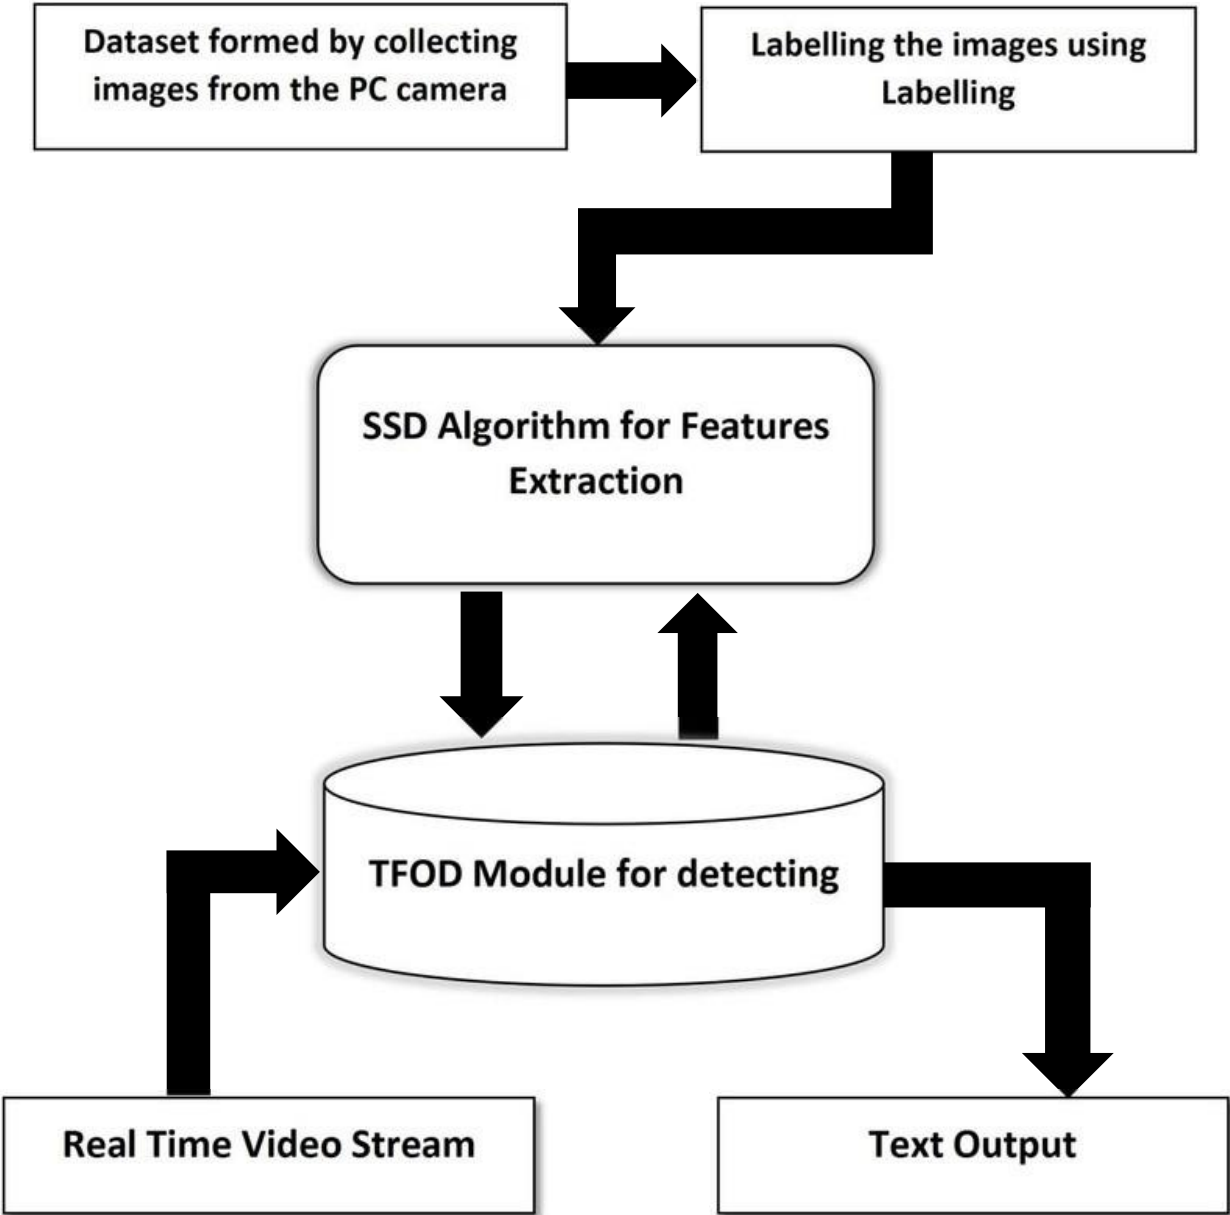 Dataset formed by collecting
images from the PC camera
Labelling the images using
Labelling
SSD Algorithm for Features
Extraction
TFOD Module for detecting
Real Time Video Stream
Text Output